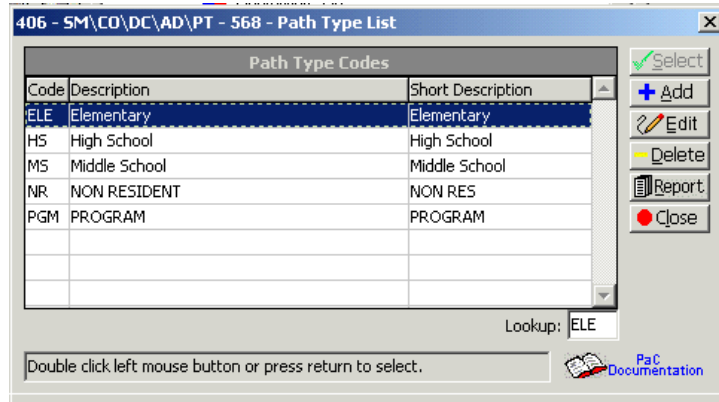 406 - SM\CO\DC\AD\PT - 568 - Path Type List
Path Type Codes
Code Description Short Description
ELE Elementary Elementary
HS High School High School
MS Middle School Middle School
NR NON RESIDENT NON RES
PGM PROGRAM PROGRAM
Select
Add
Edit
Delete
Report
Close
Lookup: ELE
Double click left mouse button or press return to select.
PaC
Documentation